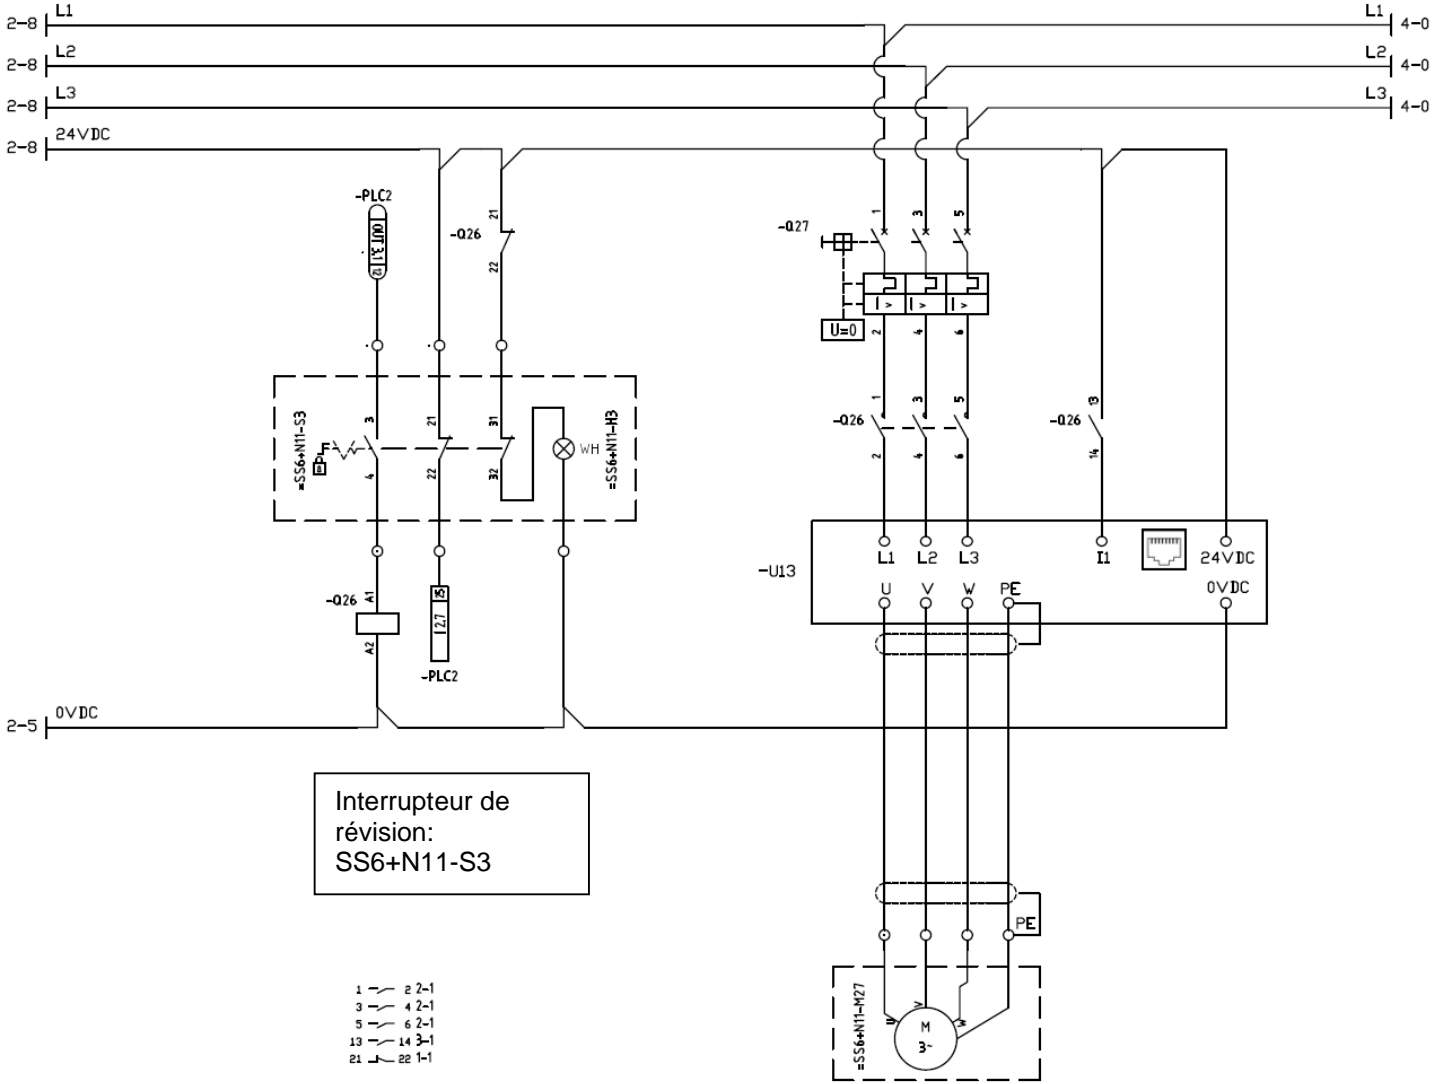 L1 L1
2-8 4-0
L2 L2
2-8 4-0
L3 L3
2-8 4-0
24VDC
2-8
-PLC2
OUT 3.1 12
-Q26 21 22
-Q27 1 3 5
I > I > I >
U=0 2 4 6
=SS6+N11-S3 3 4 21 22 31 32 WH =SS6+N11-H3
-Q26 1 3 5 2 4 6
-Q26 13 14
L1 L2 L3 I1 24VDC
-U13
U V W PE 0VDC
-Q26 A1 A2
I 2.7
-PLC2
0VDC
2-5
Interrupteur de
révision:
SS6+N11-S3
PE
=SS6+N11-M27
U V W
M
3~
1 2 2-1
3 4 2-1
5 6 2-1
13 14 3-1
21 22 1-1